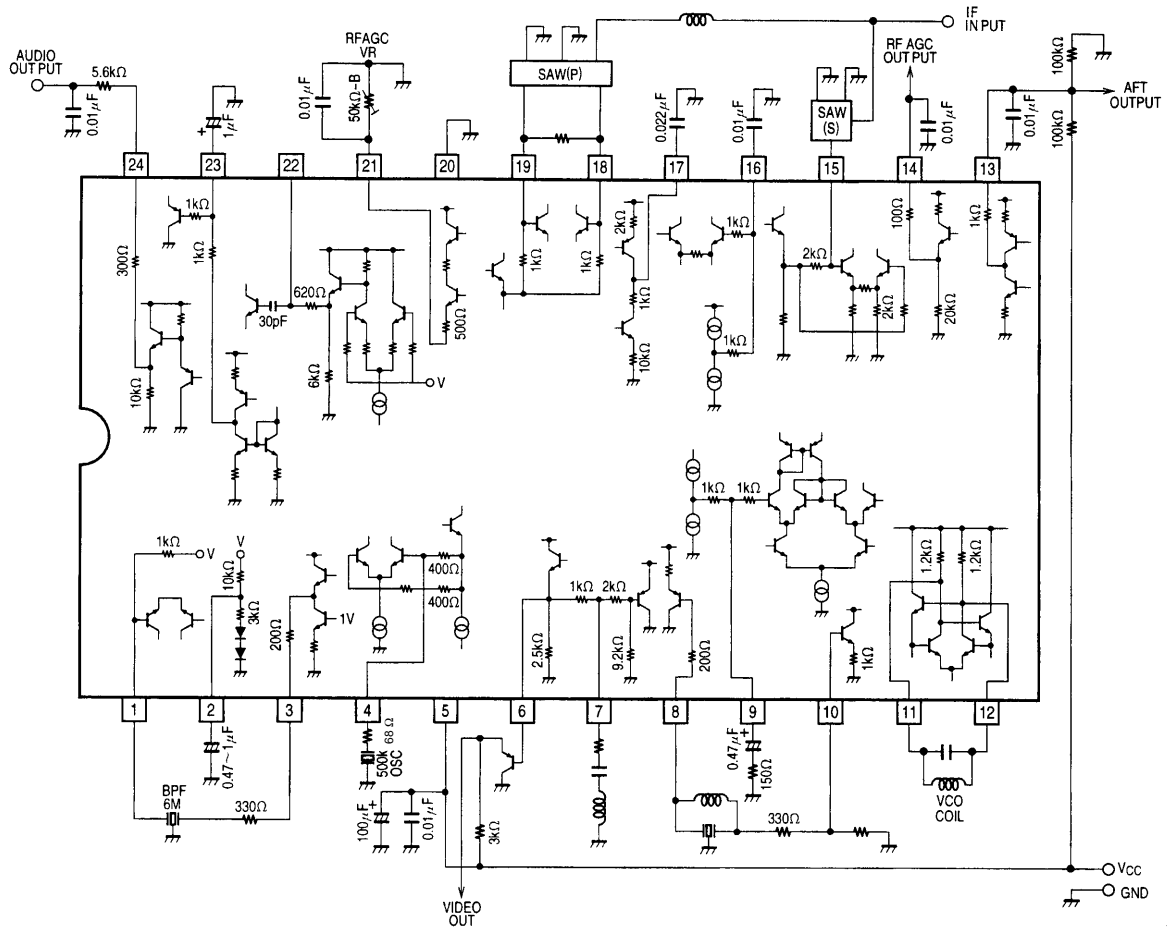 IF
INPUT
AUDIO
OUTPUT
5.6kΩ
0.01μF
+
1μF
RFAGC
VR
0.01μF
50kΩ-B
SAW(P)
0.022μF
0.01μF
SAW
(S)
RF AGC
OUTPUT
0.01μF
0.01μF
100kΩ
AFT
OUTPUT
100kΩ
24
23
22
21
20
19
18
17
16
15
14
13
300Ω
1kΩ
1kΩ
620Ω
30pF
6kΩ
10kΩ
V
500Ω
1kΩ
1kΩ
2kΩ
1kΩ
10kΩ
1kΩ
1kΩ
2kΩ
2kΩ
100Ω
20kΩ
1kΩ
1kΩ
V
V
10kΩ
3kΩ
200Ω
1V
400Ω
400Ω
2.5kΩ
1kΩ
2kΩ
9.2kΩ
200Ω
1kΩ
1kΩ
1kΩ
1.2kΩ
1.2kΩ
1
2
3
4
5
6
7
8
9
10
11
12
0.47~1μF
BPF
6M
330Ω
68Ω
500k
OSC
100μF
+
0.01μF
3kΩ
VIDEO
OUT
0.47μF
+
150Ω
330Ω
VCO
COIL
VCC
GND